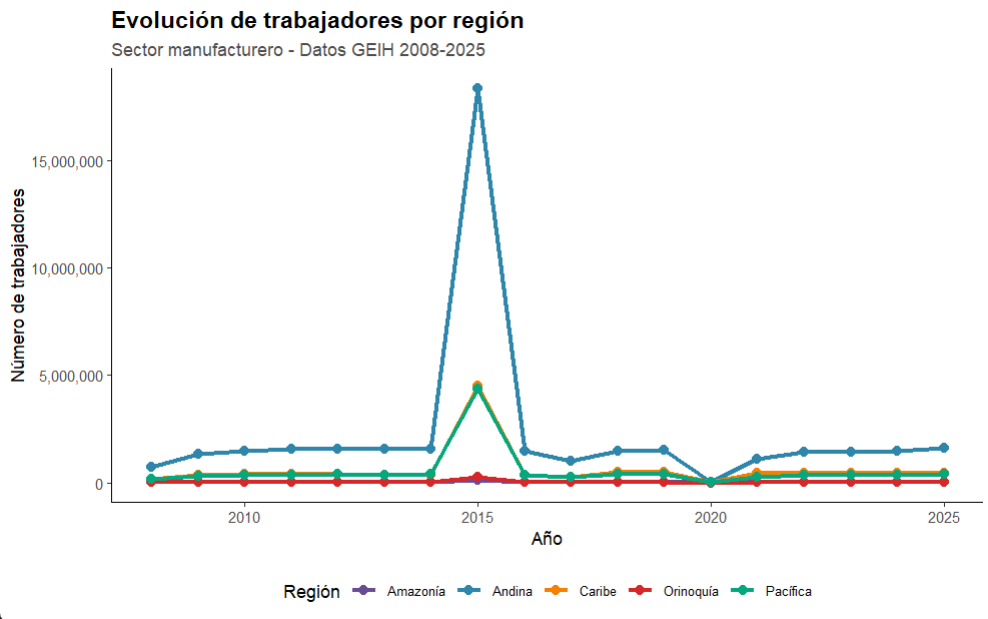 Evolución de trabajadores por región
Sector manufacturero - Datos GEIH 2008-2025
Número de trabajadores
15,000,000
10,000,000
5,000,000
0
2010 2015 2020 2025
Año
Región Amazonía Andina Caribe Orinoquía Pacífica